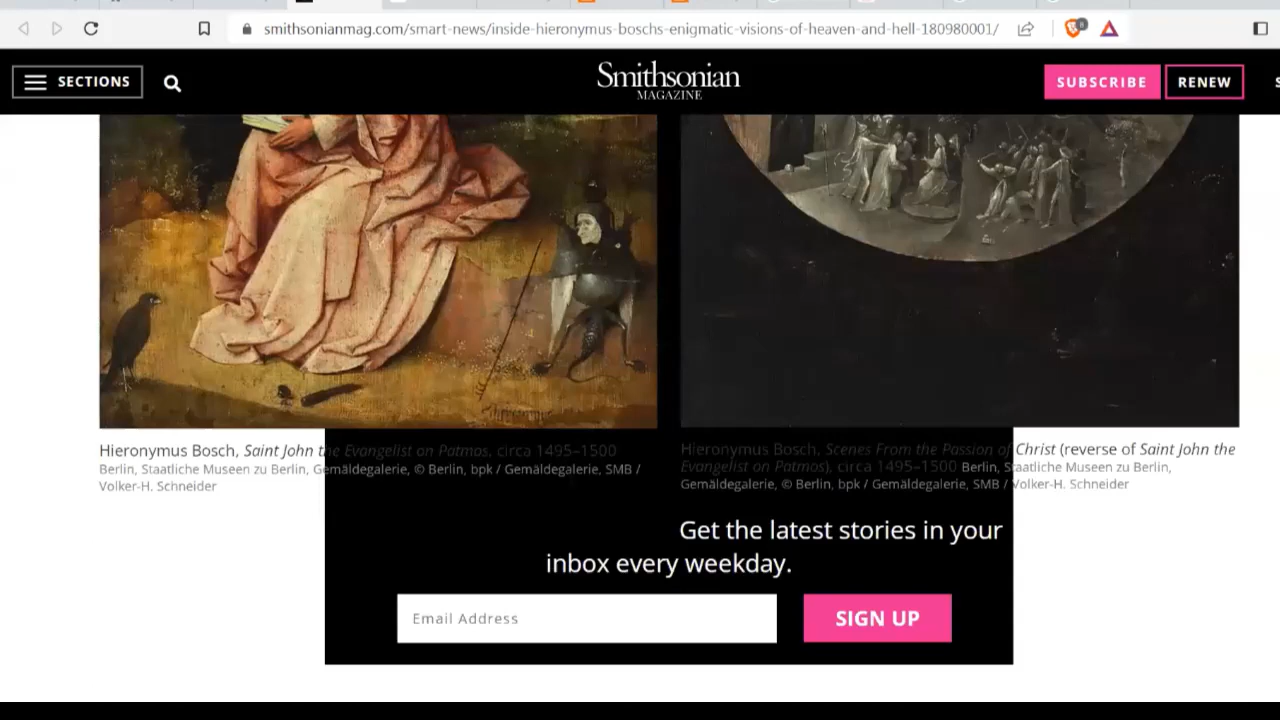 smithsonianmag.com/smart-news/inside-hieronymus-boschs-enigmatic-visions-of-heaven-and-hell-180980001/
SECTIONS
Smithsonian
MAGAZINE
SUBSCRIBE
RENEW
Hieronymus Bosch, Saint John the Evangelist on Patmos, circa 1495–1500
Berlin, Staatliche Museen zu Berlin, Gemäldegalerie, © Berlin, bpk / Gemäldegalerie, SMB /
Volker-H. Schneider
Hieronymus Bosch, Scenes From the Passion of Christ (reverse of Saint John the
Evangelist on Patmos), circa 1495–1500 Berlin, Staatliche Museen zu Berlin,
Gemäldegalerie, © Berlin, bpk / Gemäldegalerie, SMB / Volker-H. Schneider
Get the latest stories in your
inbox every weekday.
Email Address
SIGN UP